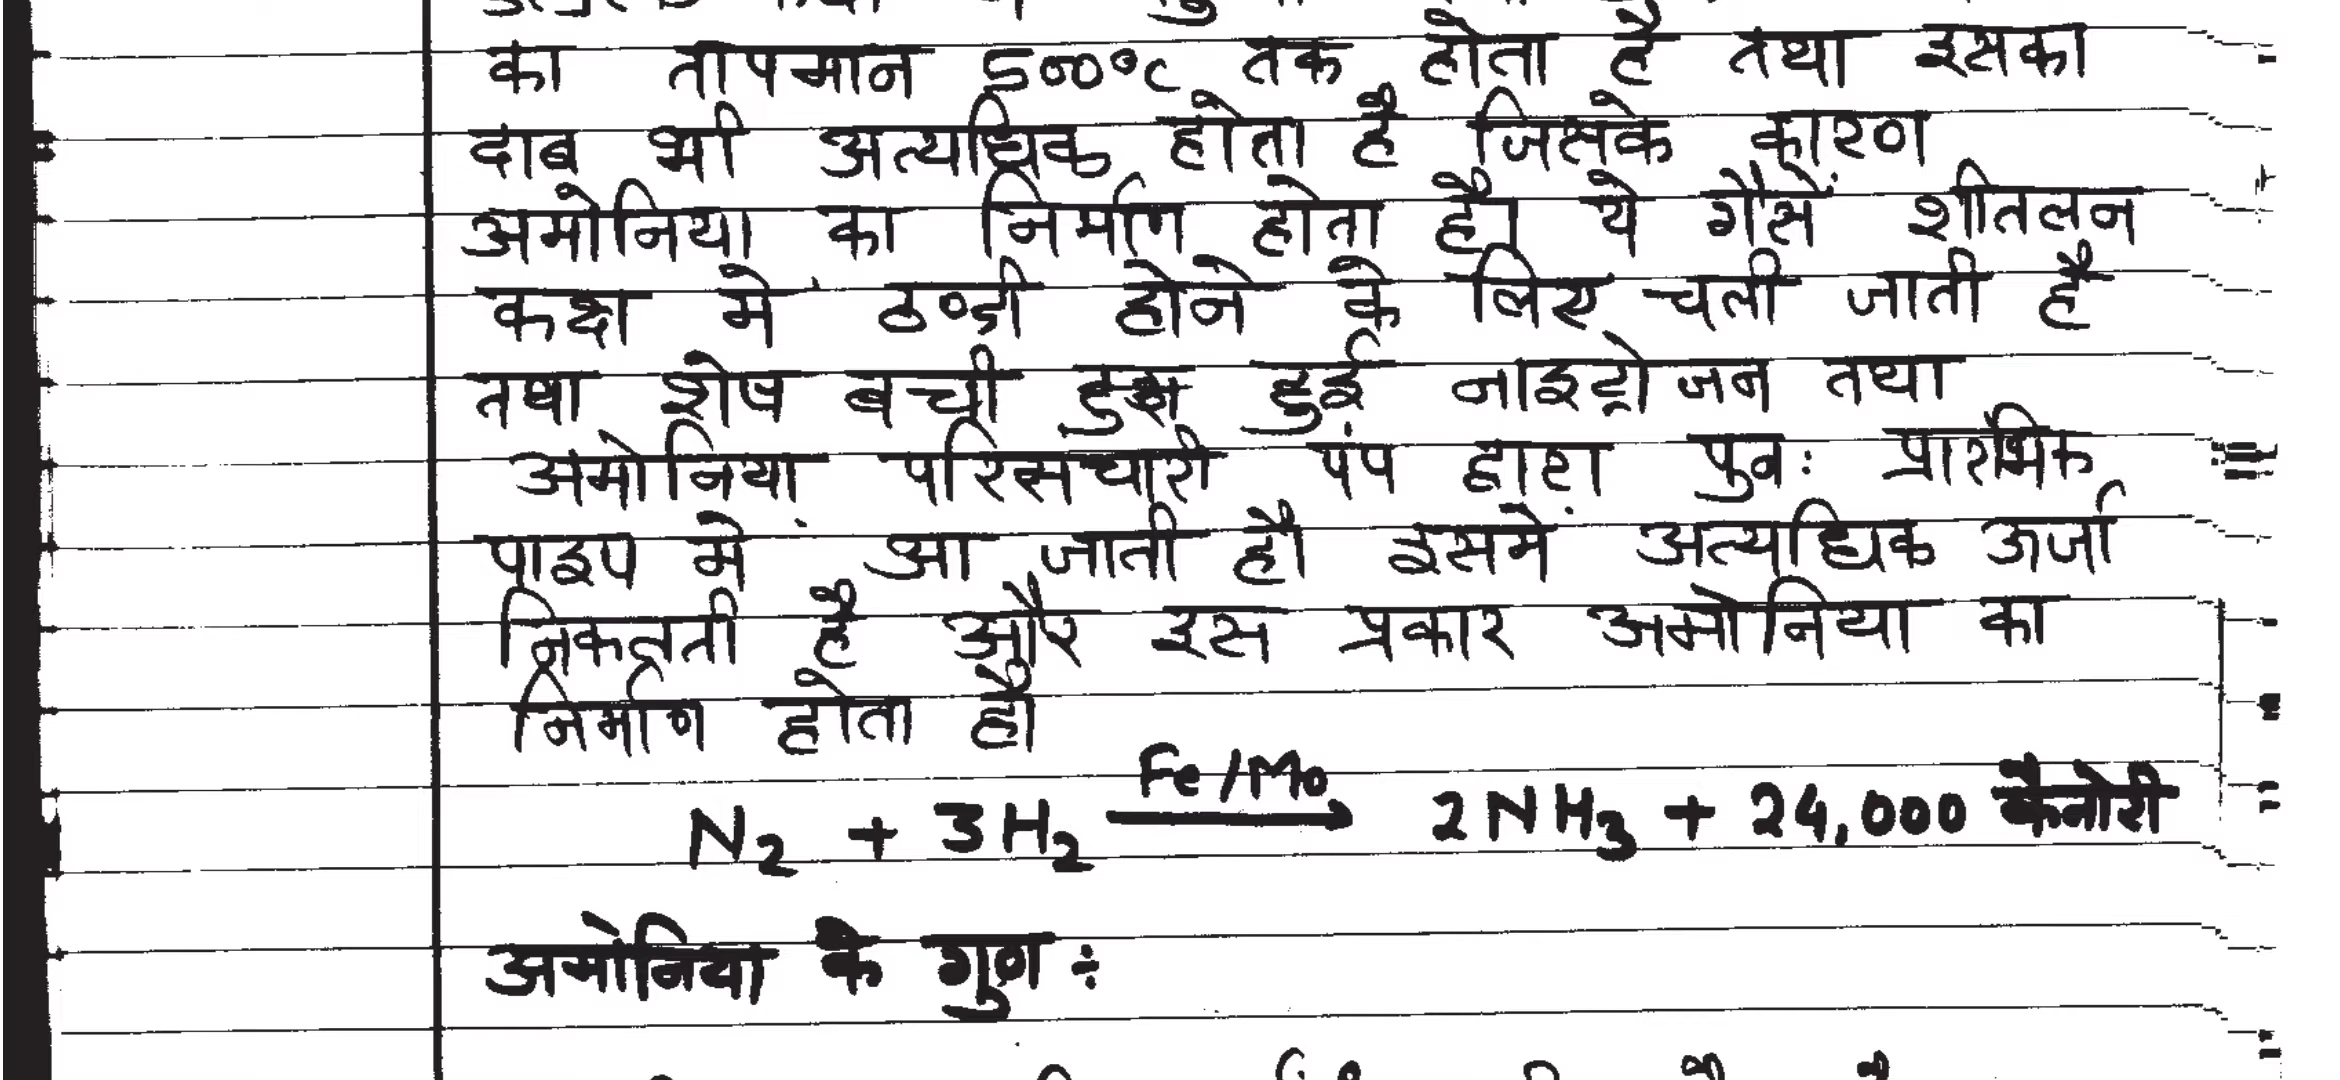 का तापमान 500°C तक होता है तथा इसका
दाब भी अत्यधिक होता है जिसके कारण
अमोनिया का निर्माण होता है। ये गैसें शीतलन
कक्ष में ठण्डी होने के लिए चली जाती है
तथा शेष बची हुई नाइट्रोजन तथा
अमोनिया परिसंचारी पंप द्वारा पुनः प्रारंभिक
पाइप में आ जाती है। इसमें अत्यधिक ऊर्जा
निकलती है और इस प्रकार अमोनिया का
निर्माण होता है।
Fe/Mo
N₂ + 3H₂ → 2NH₃ + 24,000 कैलोरी
अमोनिया के गुण ÷